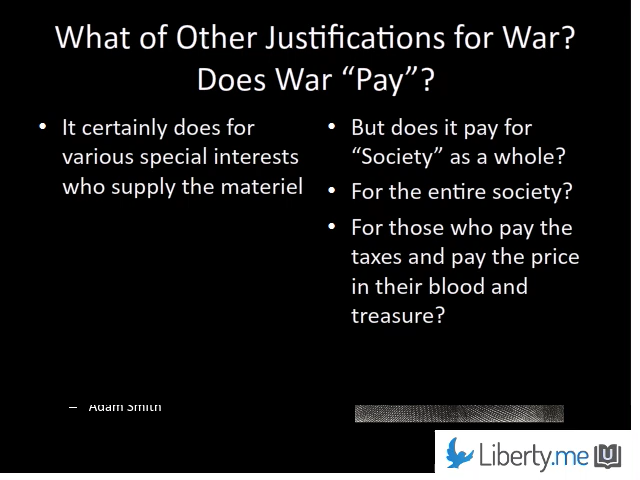 What of Other Justifications for War?
Does War “Pay”?
• It certainly does for
various special interests
who supply the materiel
• But does it pay for
“Society” as a whole?
• For the entire society?
• For those who pay the
taxes and pay the price
in their blood and
treasure?
– Adam Smith
Liberty.me U